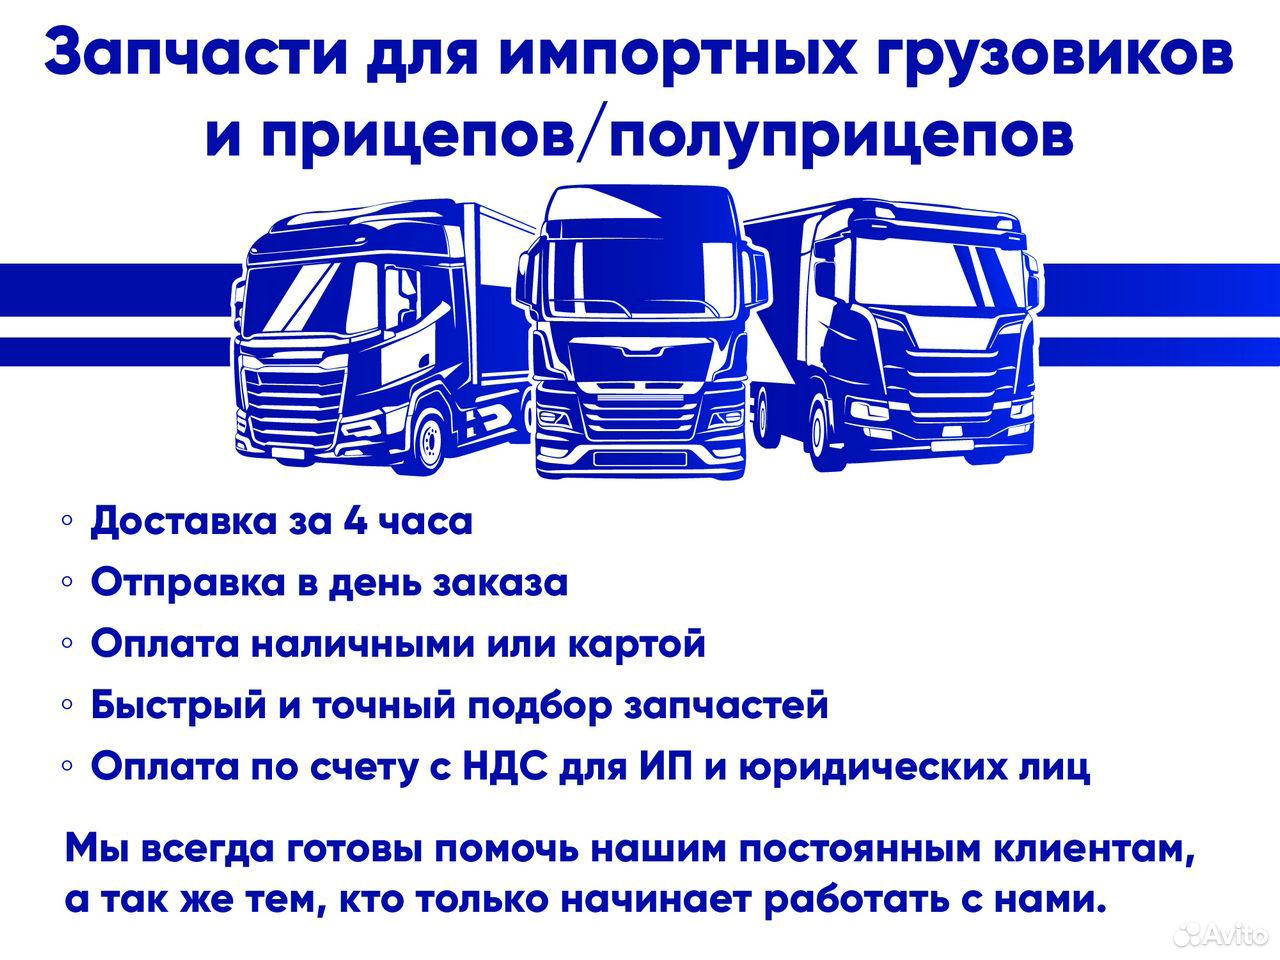 Запчасти для импортных грузовиков
и прицепов/полуприцепов
◦ Доставка за 4 часа
◦ Отправка в день заказа
◦ Оплата наличными или картой
◦ Быстрый и точный подбор запчастей
◦ Оплата по счету с НДС для ИП и юридических лиц
Мы всегда готовы помочь нашим постоянным клиентам,
а так же тем, кто только начинает работать с нами.
Avito